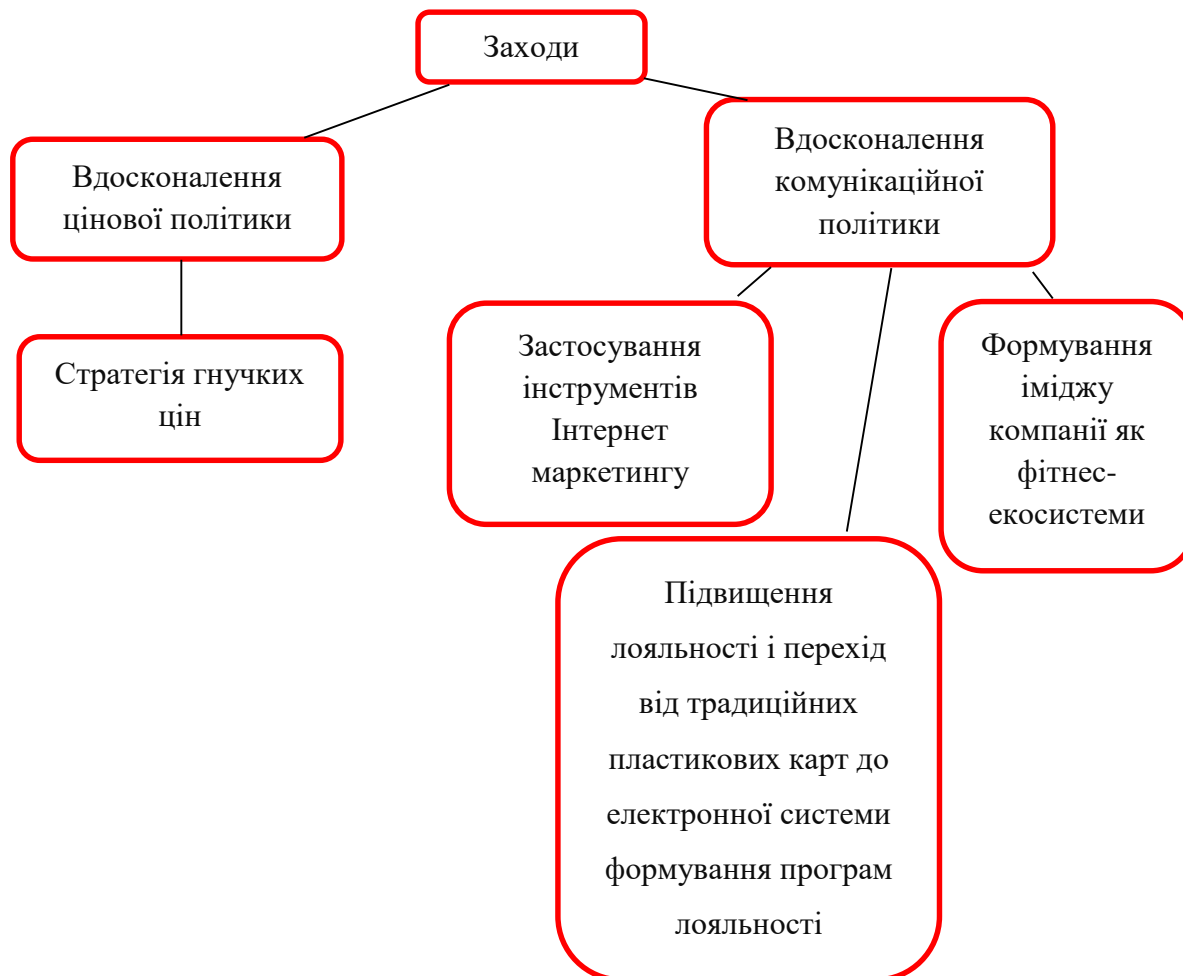 Заходи
Вдосконалення
цінової політики
Вдосконалення
комунікаційної
політики
Стратегія гнучких
цін
Застосування
інструментів
Інтернет
маркетингу
Формування
іміджу
компанії як
фітнес-
екосистеми
Підвищення
лояльності і перехід
від традиційних
пластикових карт до
електронної системи
формування програм
лояльності